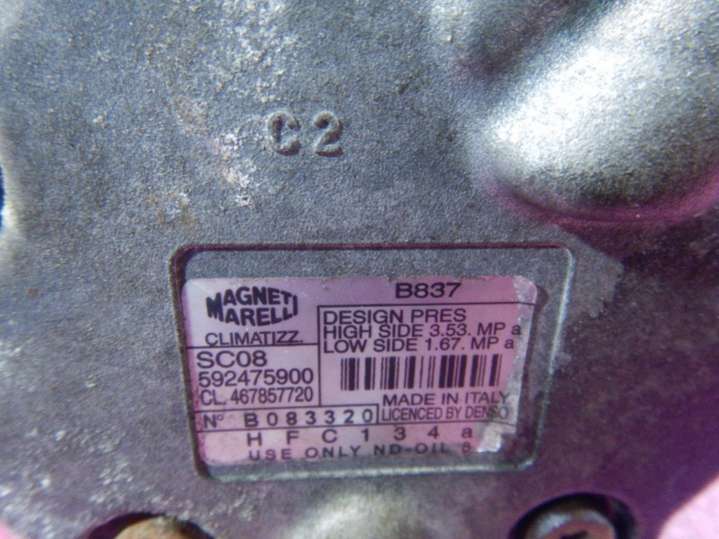 C2
B837
MAGNETI
MARELLI
CLIMATIZZ.
DESIGN PRES
HIGH SIDE 3.53. MP a
LOW SIDE 1.67. MP a
SC08
592475900
CL. 467857720
MADE IN ITALY
LICENCED BY DENSO
N° B083320
HFC134a
USE ONLY ND-OIL 8